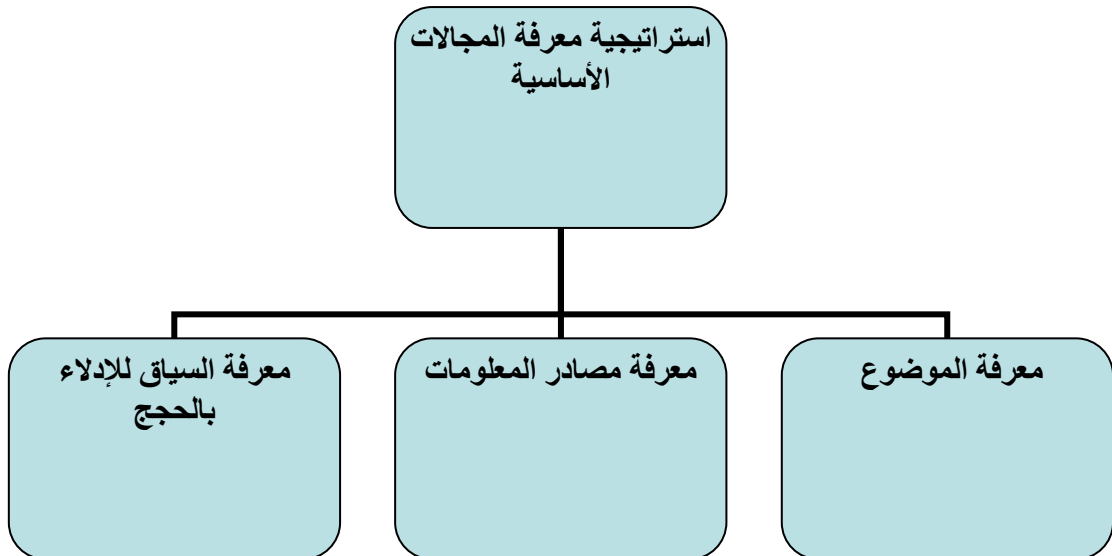 استراتيجية معرفة المجالات
الأساسية
معرفة الموضوع
معرفة مصادر المعلومات
معرفة السياق للإدلاء
بالحجج